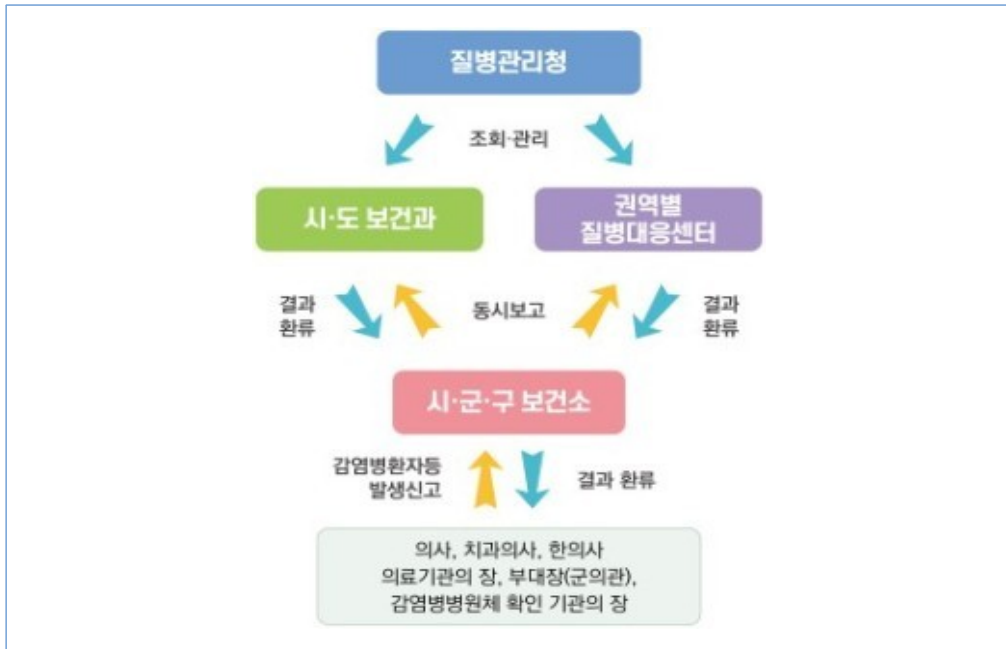 질병관리청
조회·관리
시·도 보건과
권역별
질병대응센터
결과
환류
동시보고
결과
환류
시·군·구 보건소
감염병환자등
발생신고
결과 환류
의사, 치과의사, 한의사
의료기관의 장, 부대장(군의관),
감염병병원체 확인 기관의 장